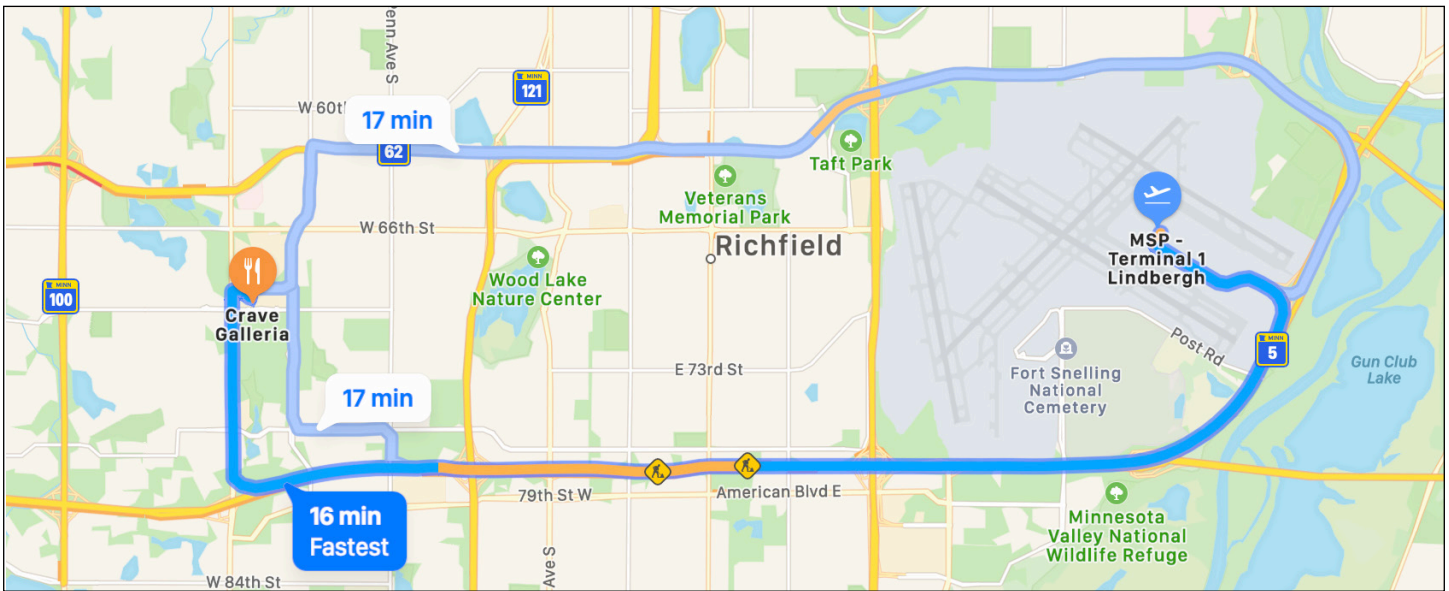 Penn Ave S
MINN
121
W 60t
17 min
62
Taft Park
Veterans
Memorial Park
W 66th St
Richfield
MSP -
Terminal 1
Lindbergh
Wood Lake
Nature Center
MINN
100
Crave
Galleria
Post Rd
MINN
5
Gun Club
Lake
E 73rd St
Fort Snelling
National
Cemetery
17 min
79th St W
American Blvd E
16 min
Fastest
Minnesota
Valley National
Wildlife Refuge
Ave S
W 84th St